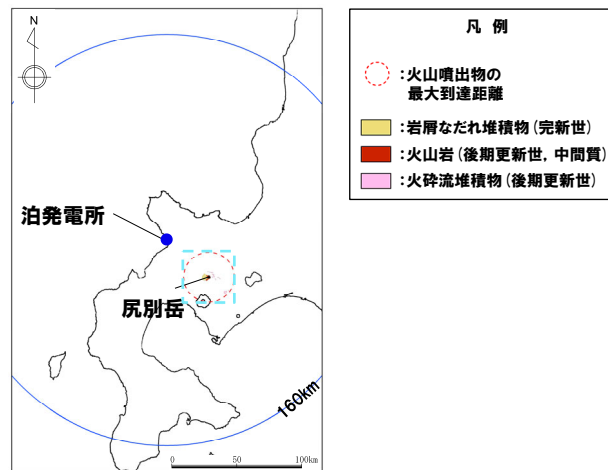 N
泊発電所
尻別岳
160km
0 50 100km
凡 例
:火山噴出物の
最大到達距離
:岩屑なだれ堆積物(完新世)
:火山岩(後期更新世, 中間質)
:火砕流堆積物(後期更新世)